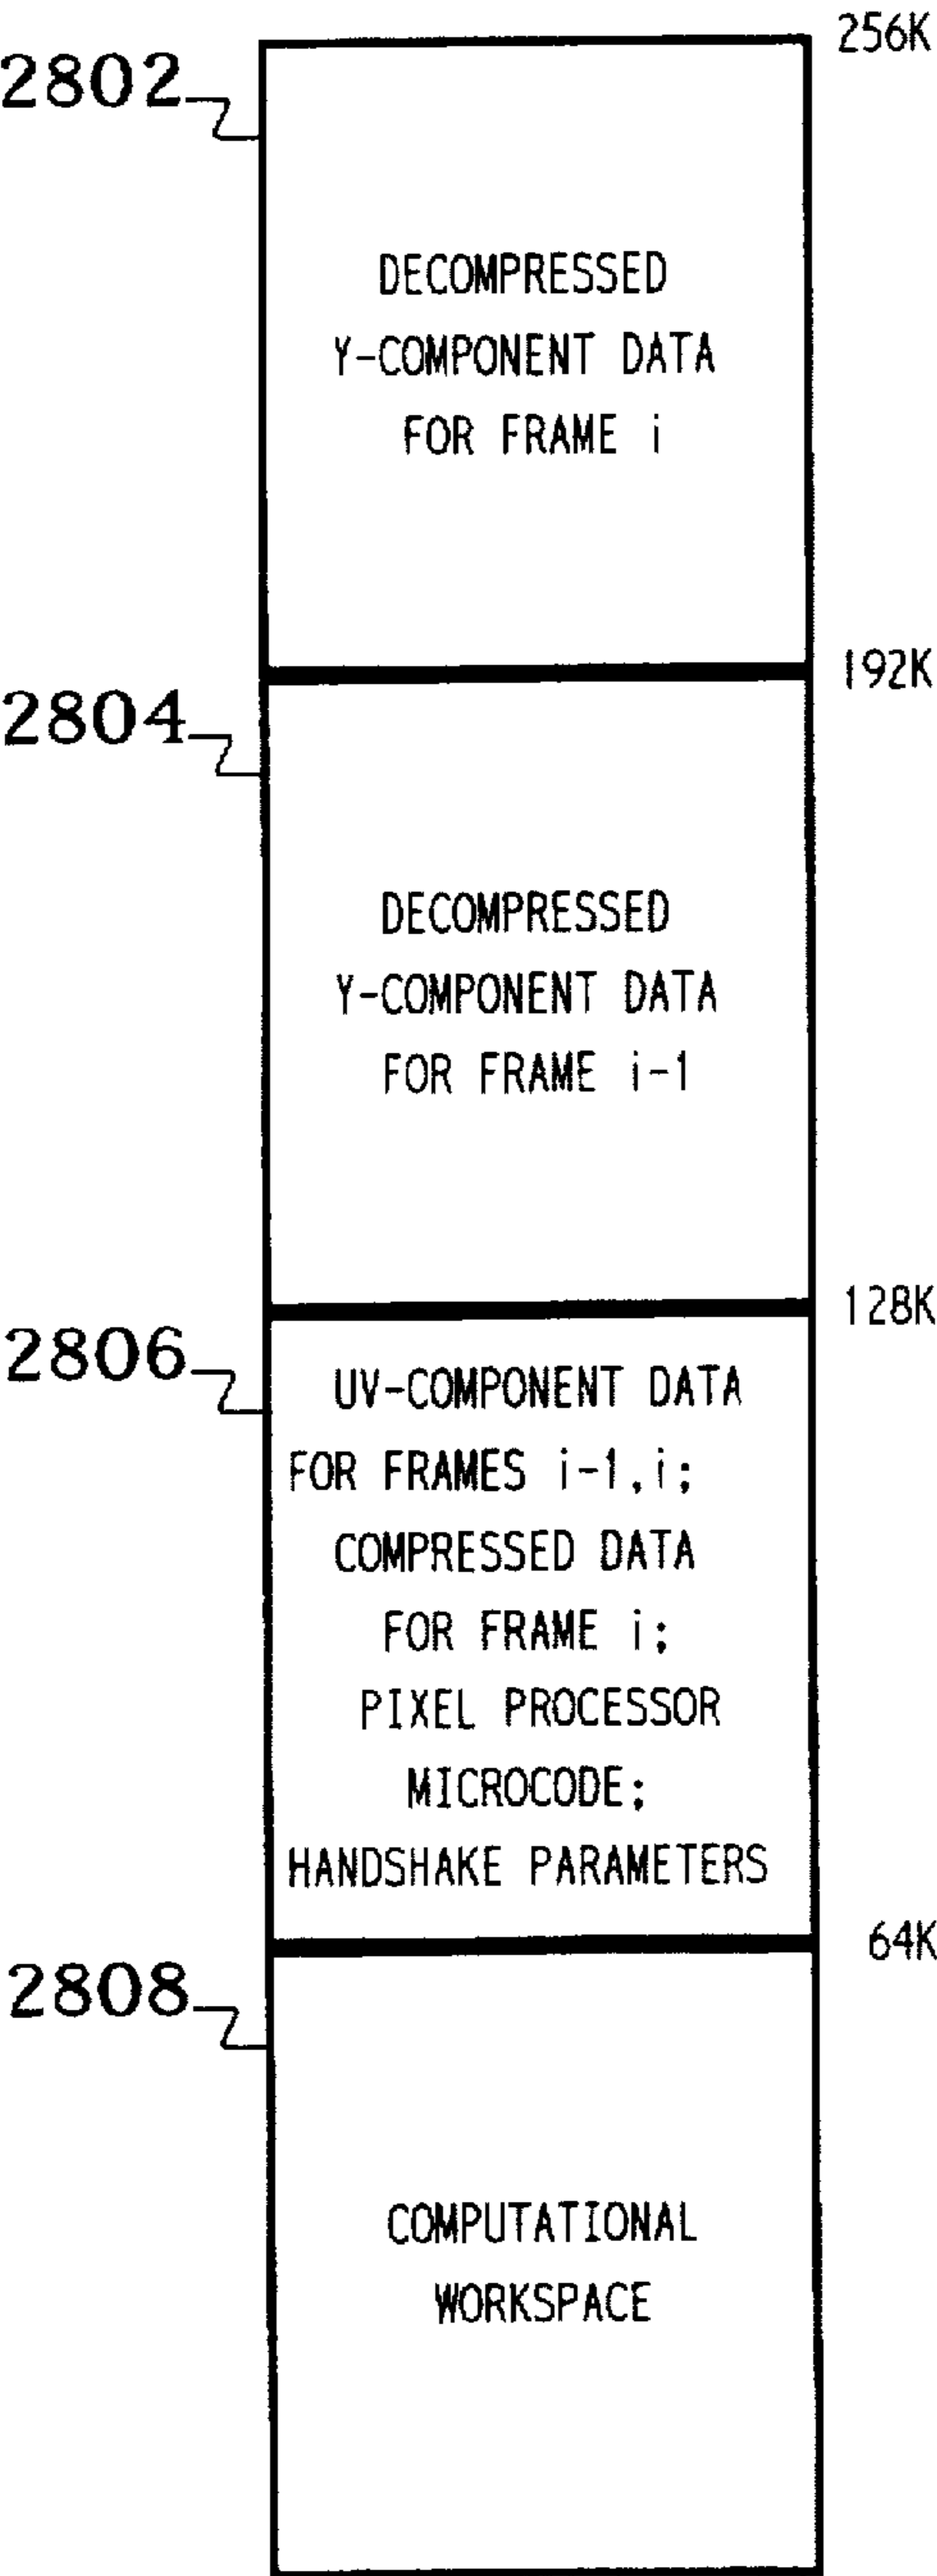 256K
2802
DECOMPRESSED
Y-COMPONENT DATA
FOR FRAME i
192K
2804
DECOMPRESSED
Y-COMPONENT DATA
FOR FRAME i-1
128K
2806
UV-COMPONENT DATA
FOR FRAMES i-1,i;
COMPRESSED DATA
FOR FRAME i;
PIXEL PROCESSOR
MICROCODE;
HANDSHAKE PARAMETERS
64K
2808
COMPUTATIONAL
WORKSPACE